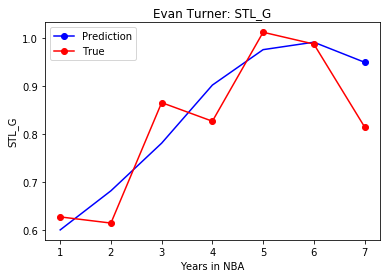 Evan Turner: STL_G
Prediction
True
STL_G
1.0
0.9
0.8
0.7
0.6
1 2 3 4 5 6 7
Years in NBA